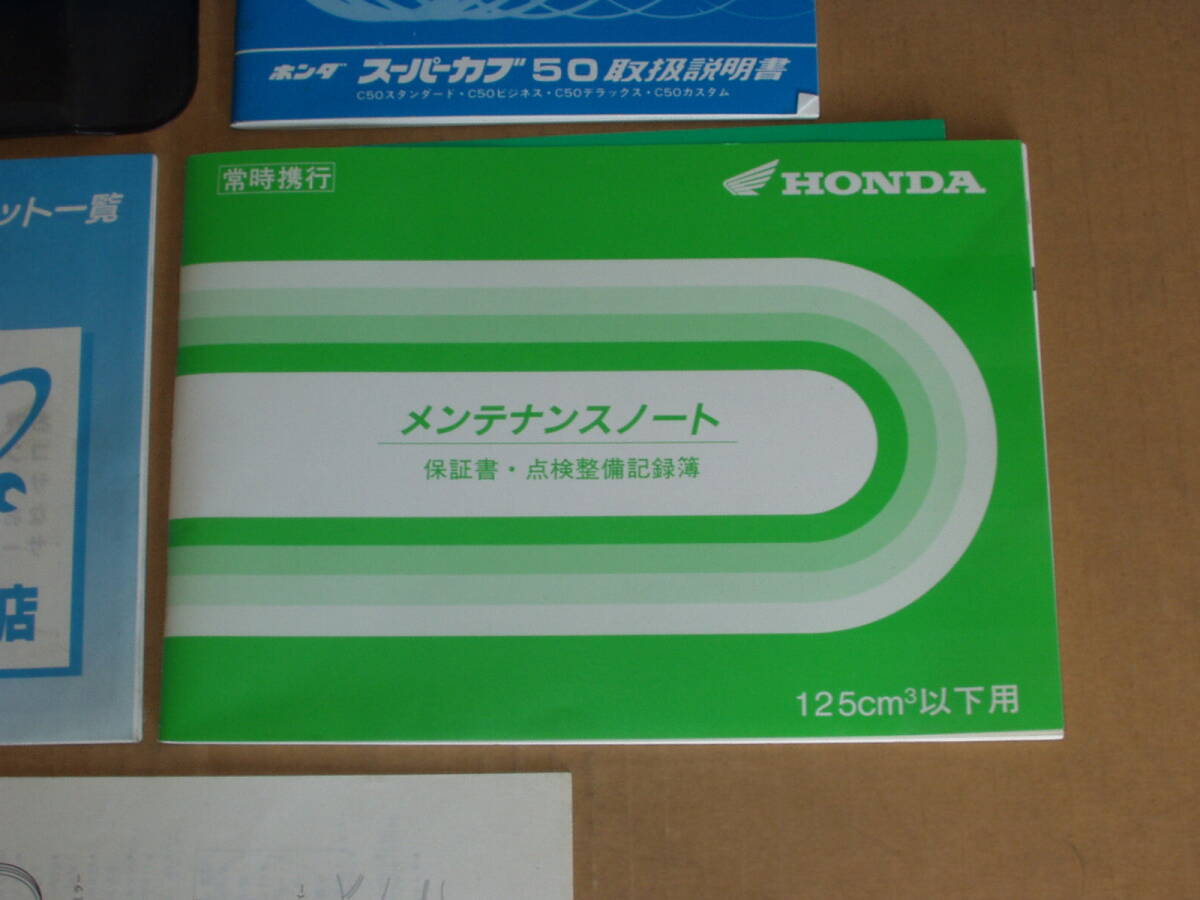 ホンダ スーパーカブ50取扱説明書
C50スタンダード・C50ビジネス・C50デラックス・C50カスタム
ット一覧
店
常時携行
HONDA
メンテナンスノート
保証書・点検整備記録簿
125cm³以下用